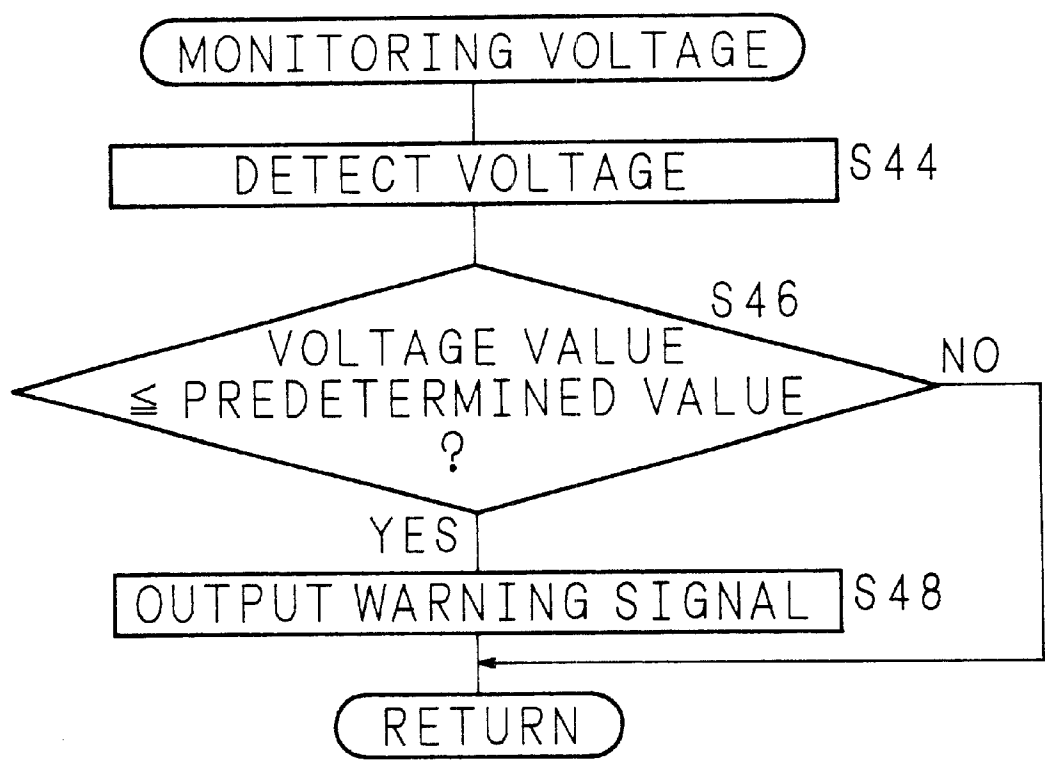 MONITORING VOLTAGE
DETECT VOLTAGE
S44
S46
VOLTAGE VALUE
≦ PREDETERMINED VALUE
?
NO
YES
OUTPUT WARNING SIGNAL
S48
RETURN